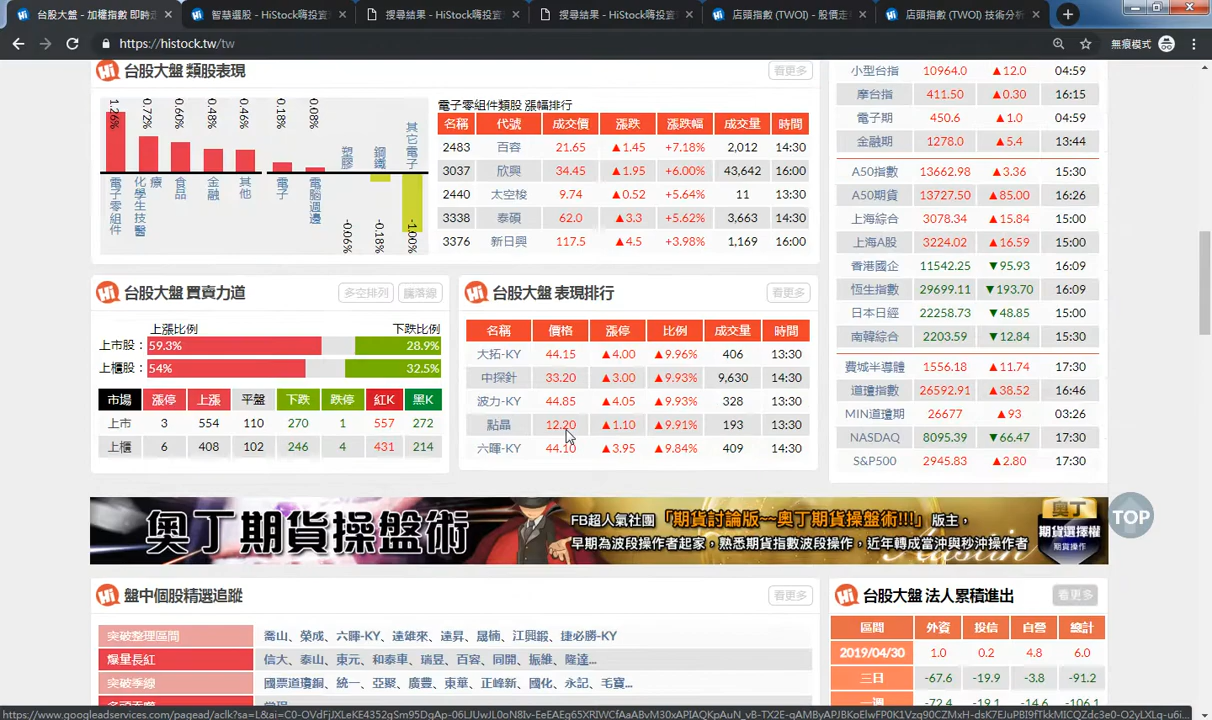 台股大盤 - 加權指數 即時走
智慧選股 - HiStock嗨投資
搜尋結果 - HiStock嗨投資
搜尋結果 - HiStock嗨投資
店頭指數 (TWOI) - 股價走
店頭指數 (TWOI) 技術分析
https://histock.tw/tw
無痕模式
台股大盤 類股表現 看更多
1.26% 0.72% 0.60% 0.48% 0.46% 0.18% 0.08% 塑膠 鋼鐵 其它電子
電子零組件 化學生技醫療 食品 金融 其他 電子 電腦週邊 -0.06% -0.18% -1.00%
電子零組件類股 漲幅排行
名稱 代號 成交價 漲跌 漲跌幅 成交量 時間
2483 百容 21.65 ▲1.45 +7.18% 2,012 14:30
3037 欣興 34.45 ▲1.95 +6.00% 43,642 16:00
2440 太空梭 9.74 ▲0.52 +5.64% 11 13:30
3338 泰碩 62.0 ▲3.3 +5.62% 3,663 14:30
3376 新日興 117.5 ▲4.5 +3.98% 1,169 16:00
台股大盤 買賣力道 多空排列 騰落線
上漲比例 下跌比例
上市股： 59.3% 28.9%
上櫃股： 54% 32.5%
市場 漲停 上漲 平盤 下跌 跌停 紅K 黑K
上市 3 554 110 270 1 557 272
上櫃 6 408 102 246 4 431 214
台股大盤 表現排行 看更多
名稱 價格 漲停 比例 成交量 時間
大拓-KY 44.15 ▲4.00 ▲9.96% 406 13:30
中探針 33.20 ▲3.00 ▲9.93% 9,630 14:30
波力-KY 44.85 ▲4.05 ▲9.93% 328 13:30
點晶 12.20 ▲1.10 ▲9.91% 193 13:30
六暉-KY 44.10 ▲3.95 ▲9.84% 409 14:30
小型台指 10964.0 ▲12.0 04:59
摩台指 411.50 ▲0.30 16:15
電子期 450.6 ▲1.0 04:59
金融期 1278.0 ▲5.4 13:44
A50指數 13662.98 ▲3.36 15:30
A50期貨 13727.50 ▲85.00 16:26
上海綜合 3078.34 ▲15.84 15:00
上海A股 3224.02 ▲16.59 15:00
香港國企 11542.25 ▼95.93 16:09
恆生指數 29699.11 ▼193.70 16:09
日本日經 22258.73 ▼48.85 15:00
南韓綜合 2203.59 ▼12.84 15:30
費城半導體 1556.18 ▲11.74 17:30
道瓊指數 26592.91 ▲38.52 16:46
MIN道瓊期 26677 ▲93 03:26
NASDAQ 8095.39 ▼66.47 17:30
S&P500 2945.83 ▲2.80 17:30
奧丁期貨操盤術
FB超人氣社團「期貨討論版~~奧丁期貨操盤術!!!」版主，
早期為波段操作者起家，熟悉期貨指數波段操作，近年轉成當沖與秒沖操作者
奧丁
期貨選擇權
期貨操作
TOP
盤中個股精選追蹤 看更多
突破整理區間 喬山、榮成、六暉-KY、達雄來、達昇、晟楠、江興鍛、捷必勝-KY
爆量長紅 信大、泰山、東元、和泰車、瑞昱、百容、同開、振維、隆達...
突破季線 國票道瓊銅、統一、亞聚、廣豐、東華、正峰新、國化、永記、毛寶...
台股大盤 法人累積進出 看更多
區間 外資 投信 自營 總計
2019/04/30 1.0 0.2 4.8 6.0
三日 -67.6 -19.9 -3.8 -91.2
一週 -72.4 -19.1 -14.6 -106.1